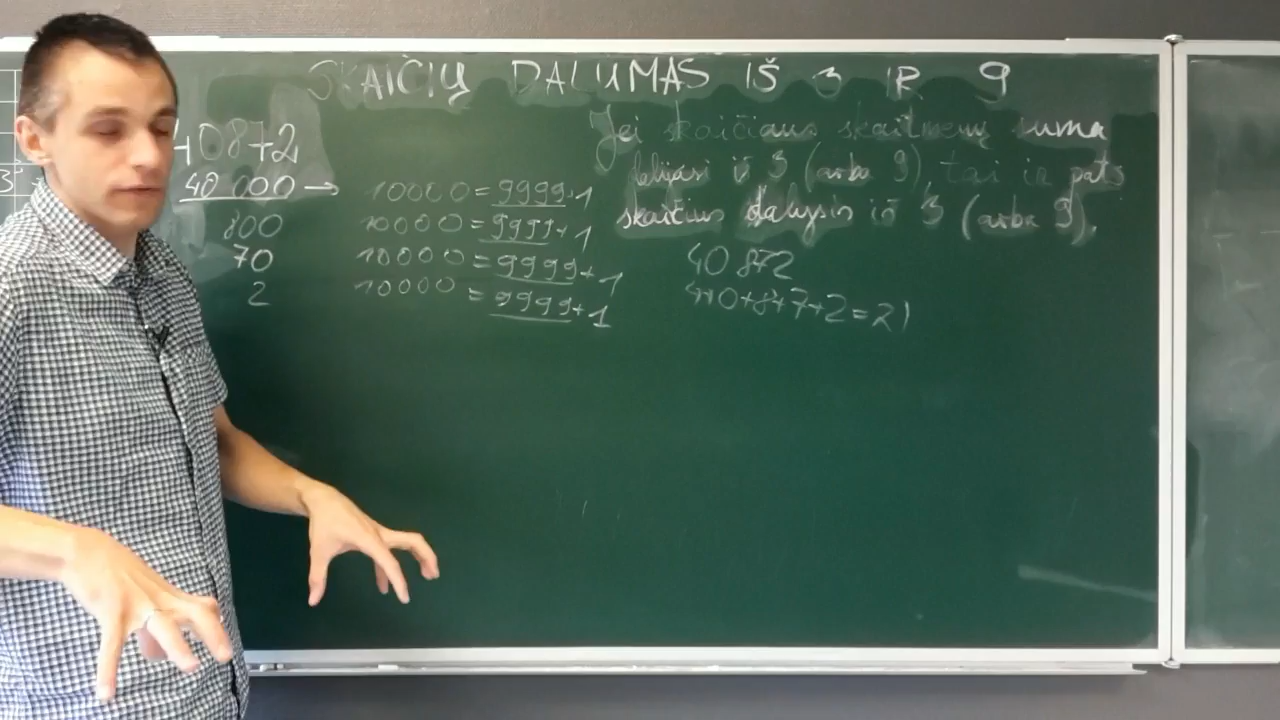 SKAIČIŲ DALUMAS IŠ 3 IR 9
40872
40 000 →
800
70
2
10000 = 9999+1
10000 = 9999+1
10000 = 9999+1
10000 = 9999+1
Jei skaičiaus skaitmenų suma
dalijasi iš 3 (arba 9), tai ir pats
skaičius dalysis iš 3 (arba 9).
40 872
4+0+8+7+2=21
3